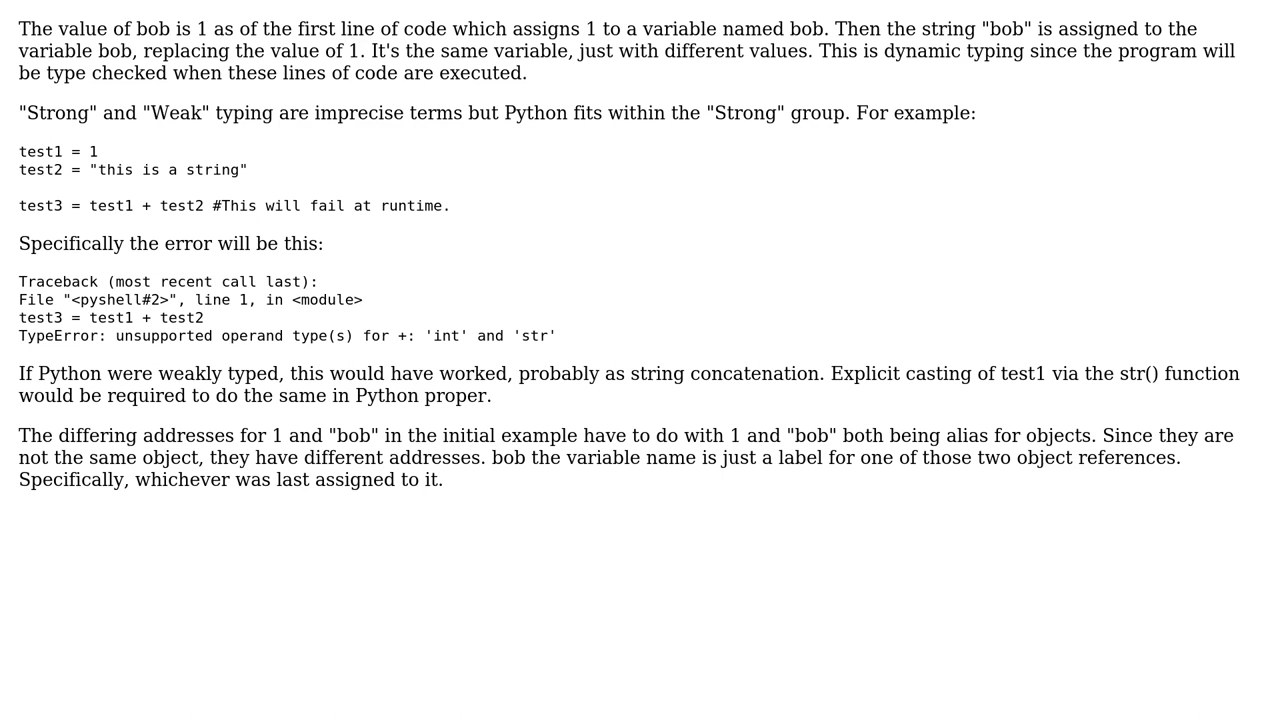 The value of bob is 1 as of the first line of code which assigns 1 to a variable named bob. Then the string "bob" is assigned to the
variable bob, replacing the value of 1. It's the same variable, just with different values. This is dynamic typing since the program will
be type checked when these lines of code are executed.
"Strong" and "Weak" typing are imprecise terms but Python fits within the "Strong" group. For example:
test1 = 1
test2 = "this is a string"
test3 = test1 + test2 #This will fail at runtime.
Specifically the error will be this:
Traceback (most recent call last):
File "<pyshell#2>", line 1, in <module>
test3 = test1 + test2
TypeError: unsupported operand type(s) for +: 'int' and 'str'
If Python were weakly typed, this would have worked, probably as string concatenation. Explicit casting of test1 via the str() function
would be required to do the same in Python proper.
The differing addresses for 1 and "bob" in the initial example have to do with 1 and "bob" both being alias for objects. Since they are
not the same object, they have different addresses. bob the variable name is just a label for one of those two object references.
Specifically, whichever was last assigned to it.